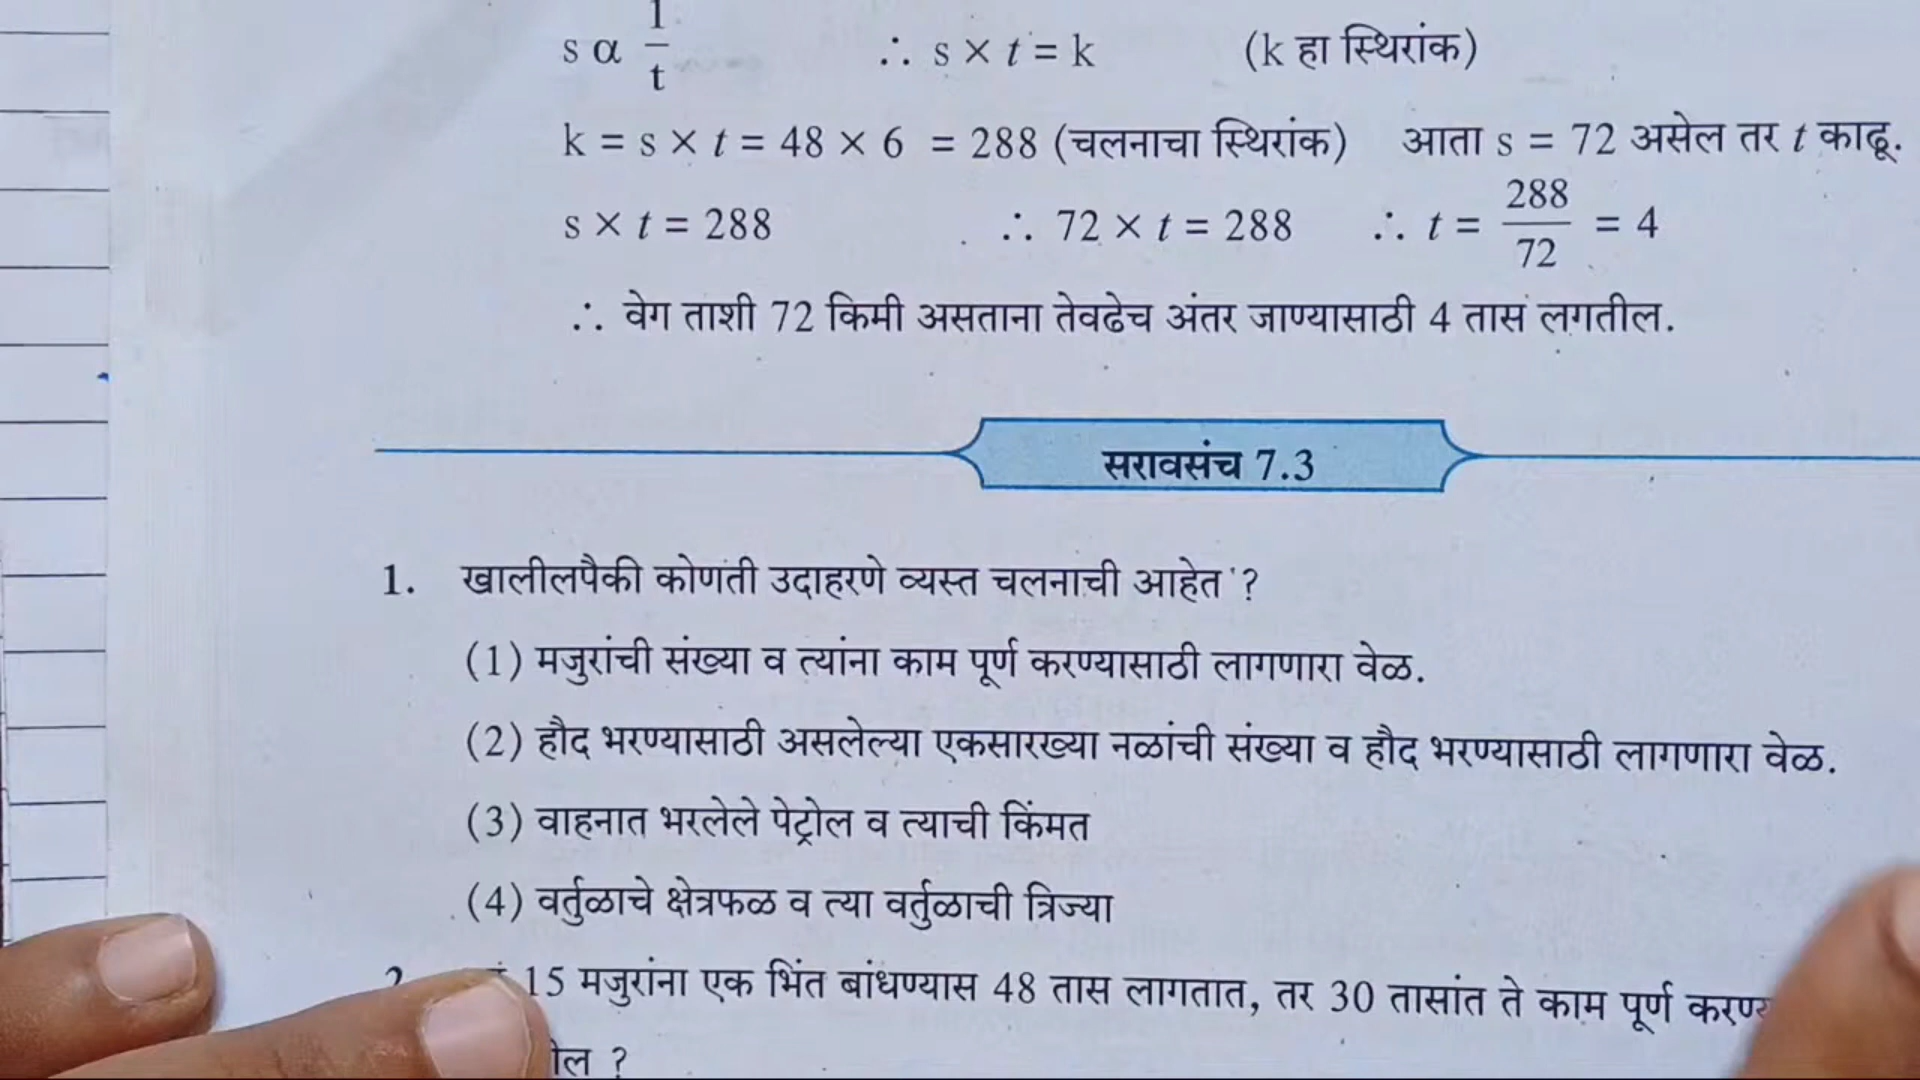 s α 1/t ∴ s × t = k (k हा स्थिरांक)
k = s × t = 48 × 6 = 288 (चलनाचा स्थिरांक) आता s = 72 असेल तर t काढू.
s × t = 288 ∴ 72 × t = 288 ∴ t = 288/72 = 4
∴ वेग ताशी 72 किमी असताना तेवढेच अंतर जाण्यासाठी 4 तास लगतील.
सरावसंच 7.3
1. खालीलपैकी कोणती उदाहरणे व्यस्त चलनाची आहेत ?
(1) मजुरांची संख्या व त्यांना काम पूर्ण करण्यासाठी लागणारा वेळ.
(2) हौद भरण्यासाठी असलेल्या एकसारख्या नळांची संख्या व हौद भरण्यासाठी लागणारा वेळ.
(3) वाहनात भरलेले पेट्रोल व त्याची किंमत
(4) वर्तुळाचे क्षेत्रफळ व त्या वर्तुळाची त्रिज्या
15 मजुरांना एक भिंत बांधण्यास 48 तास लागतात, तर 30 तासांत ते काम पूर्ण
?